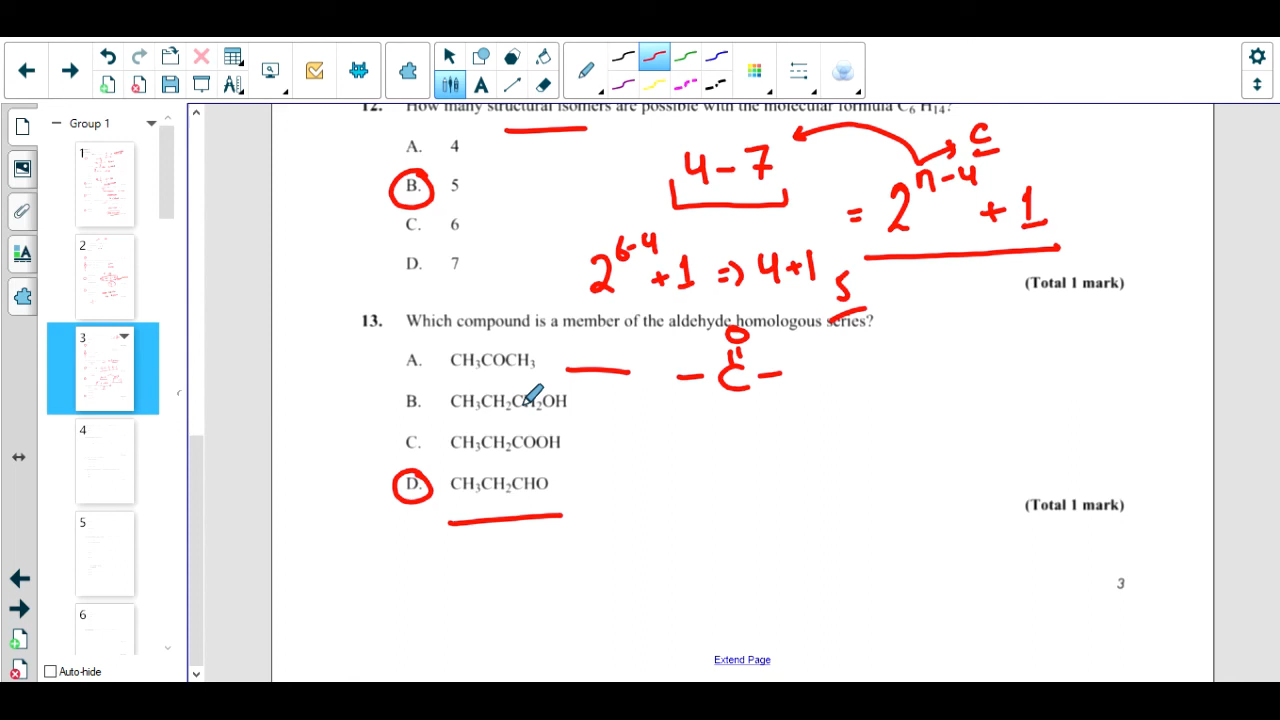 Group 1
1
2
3
4
5
6
Auto-hide
12. How many structural isomers are possible with the molecular formula C6 H14?
A. 4
B. 5
C. 6
D. 7
4-7
n-4
C
= 2^(n-4) + 1
2^(6-4) + 1 => 4+1
5
(Total 1 mark)
13. Which compound is a member of the aldehyde homologous series?
A. CH3COCH3
O
- C -
B. CH3CH2CH2OH
C. CH3CH2COOH
D. CH3CH2CHO
(Total 1 mark)
3
Extend Page